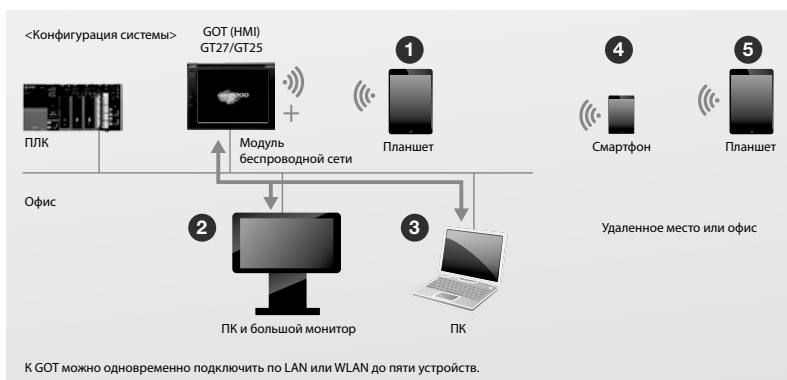 <Конфигурация системы>
GOT (HMI)
GT27/GT25
1
4
5
ПЛК
Модуль
беспроводной сети
Планшет
Смартфон
Планшет
Офис
2
3
Удаленное место или офис
ПК и большой монитор
ПК
К GOT можно одновременно подключить по LAN или WLAN до пяти устройств.